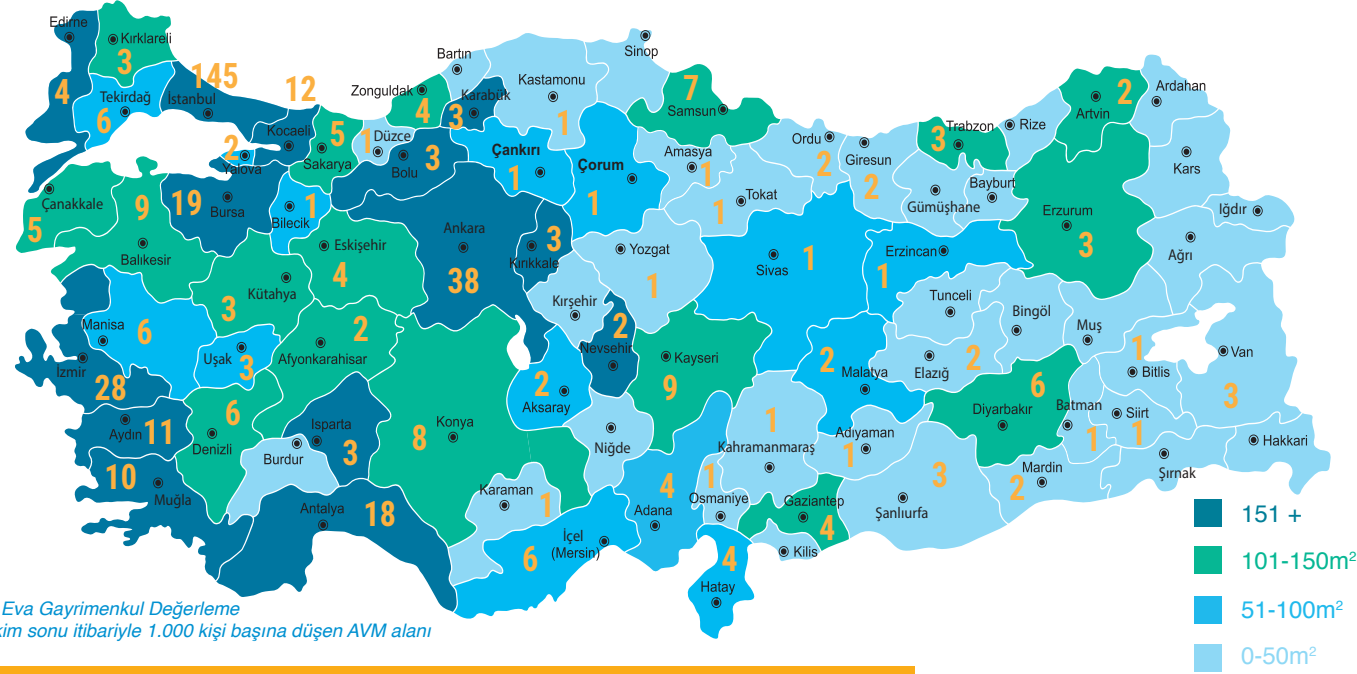 Edirne
4
Kırklareli
3
Tekirdağ
6
145
İstanbul
12
Kocaeli
2
Yalova
5
Sakarya
1
Düzce
Zonguldak
4
Bartın
Karabük
3
Bolu
3
Kastamonu
1
Sinop
7
Samsun
Çankırı
1
Çorum
1
Amasya
1
Tokat
1
Ordu
2
Giresun
2
Trabzon
3
Gümüşhane
Bayburt
Rize
Artvin
2
Ardahan
Kars
Iğdır
Ağrı
Erzurum
3
Erzincan
1
Sivas
1
Yozgat
1
Kırıkkale
3
Ankara
38
Eskişehir
4
Bilecik
1
Bursa
19
Çanakkale
5
9
Balıkesir
Kütahya
3
Manisa
6
Uşak
3
Afyonkarahisar
2
İzmir
28
Aydın
11
Denizli
6
10
Muğla
Burdur
Isparta
3
Antalya
18
Konya
8
Karaman
1
Aksaray
2
Kırşehir
Nevsehir
2
Niğde
Kayseri
9
İçel
(Mersin)
6
Adana
4
Osmaniye
1
Hatay
4
Kahramanmaraş
1
Gaziantep
4
Kilis
Adıyaman
1
Malatya
2
Elazığ
2
Tunceli
Bingöl
Muş
Bitlis
1
Van
3
Hakkari
Şırnak
Siirt
1
Batman
1
Mardin
2
Diyarbakır
6
Şanlıurfa
3
151 +
101-150m²
51-100m²
0-50m²
Eva Gayrimenkul Değerleme
kim sonu itibariyle 1.000 kişi başına düşen AVM alanı